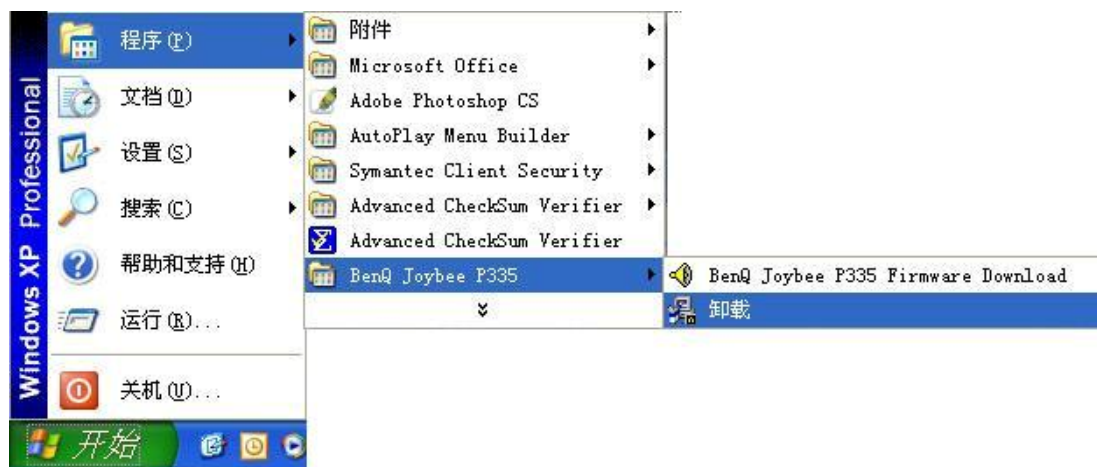 Windows XP Professional
程序(P)
文档(D)
设置(S)
搜索(C)
帮助和支持(H)
运行(R)...
关机(U)...
开始
附件
Microsoft Office
Adobe Photoshop CS
AutoPlay Menu Builder
Symantec Client Security
Advanced CheckSum Verifier
Advanced CheckSum Verifier
BenQ Joybee P335
BenQ Joybee P335 Firmware Download
卸载